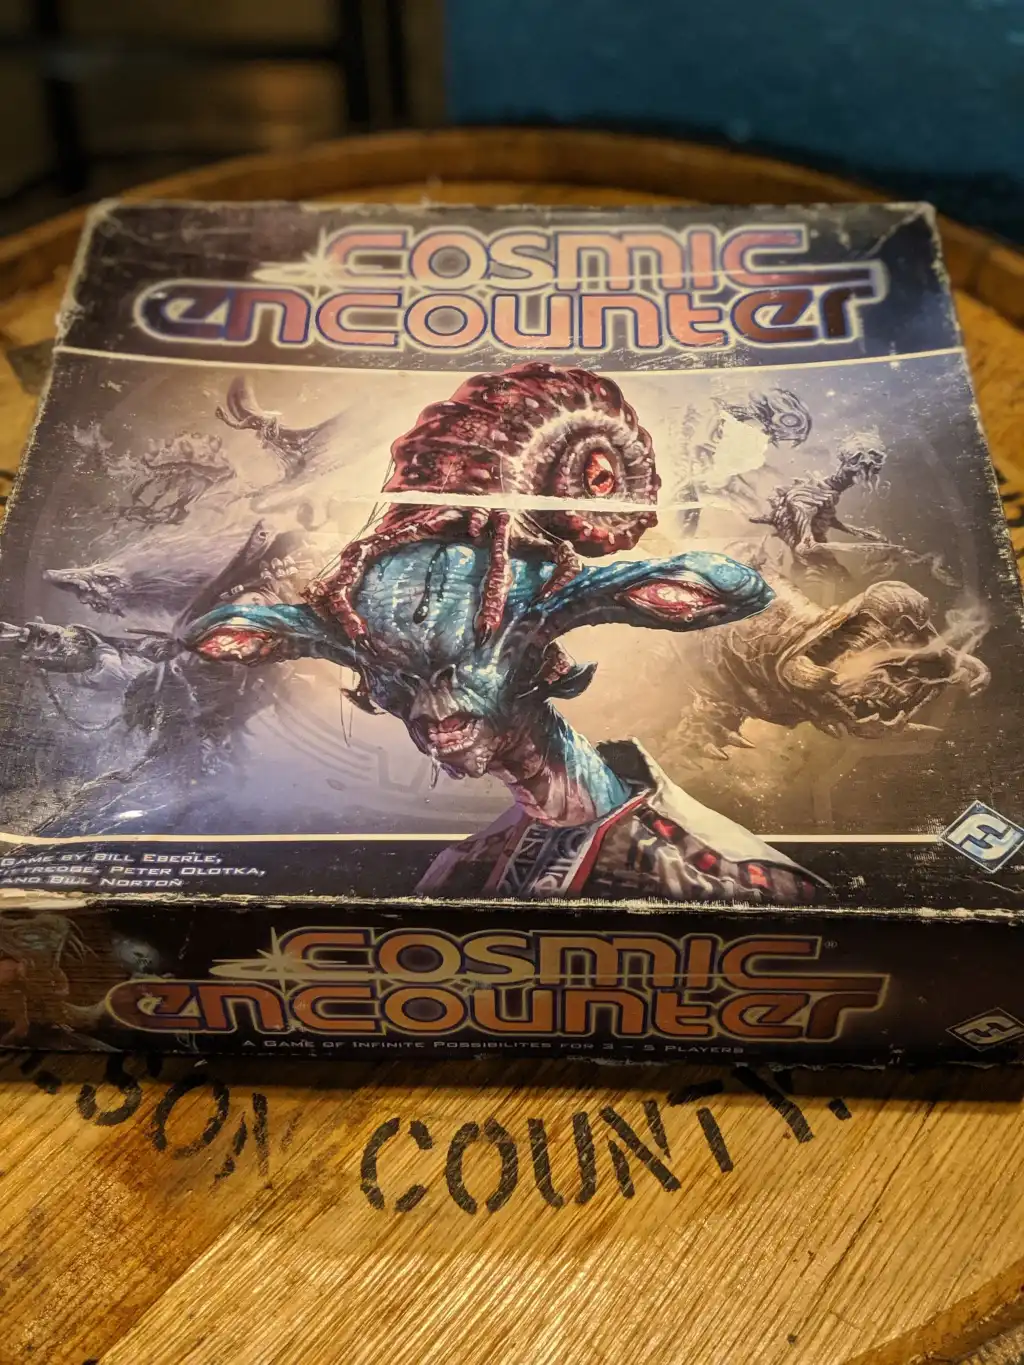 COSMIC
encounter
GAME BY BILL EBERLE,
PETER OLOTKA,
AND BILL NORTON
COSMIC ®
encounter
A GAME OF INFINITE POSSIBILITES FOR 3 - 5 PLAYERS
COUNTY,